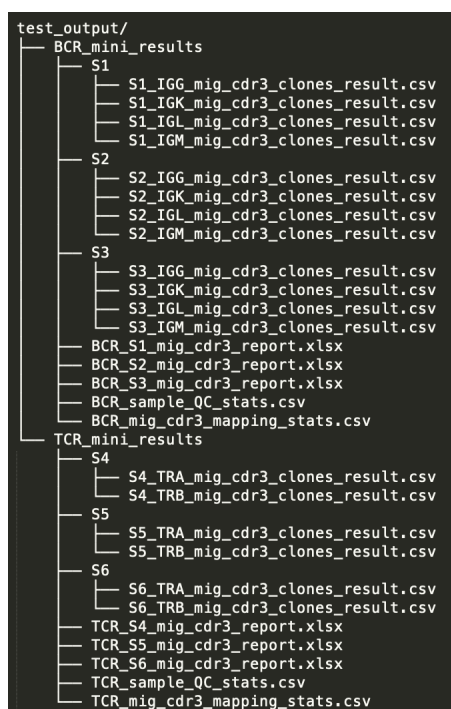 test_output/
├── BCR_mini_results
│   ├── S1
│   │   ├── S1_IGG_mig_cdr3_clones_result.csv
│   │   ├── S1_IGK_mig_cdr3_clones_result.csv
│   │   ├── S1_IGL_mig_cdr3_clones_result.csv
│   │   └── S1_IGM_mig_cdr3_clones_result.csv
│   ├── S2
│   │   ├── S2_IGG_mig_cdr3_clones_result.csv
│   │   ├── S2_IGK_mig_cdr3_clones_result.csv
│   │   ├── S2_IGL_mig_cdr3_clones_result.csv
│   │   └── S2_IGM_mig_cdr3_clones_result.csv
│   ├── S3
│   │   ├── S3_IGG_mig_cdr3_clones_result.csv
│   │   ├── S3_IGK_mig_cdr3_clones_result.csv
│   │   ├── S3_IGL_mig_cdr3_clones_result.csv
│   │   └── S3_IGM_mig_cdr3_clones_result.csv
│   ├── BCR_S1_mig_cdr3_report.xlsx
│   ├── BCR_S2_mig_cdr3_report.xlsx
│   ├── BCR_S3_mig_cdr3_report.xlsx
│   ├── BCR_sample_QC_stats.csv
│   └── BCR_mig_cdr3_mapping_stats.csv
└── TCR_mini_results
    ├── S4
    │   ├── S4_TRA_mig_cdr3_clones_result.csv
    │   └── S4_TRB_mig_cdr3_clones_result.csv
    ├── S5
    │   ├── S5_TRA_mig_cdr3_clones_result.csv
    │   └── S5_TRB_mig_cdr3_clones_result.csv
    ├── S6
    │   ├── S6_TRA_mig_cdr3_clones_result.csv
    │   └── S6_TRB_mig_cdr3_clones_result.csv
    ├── TCR_S4_mig_cdr3_report.xlsx
    ├── TCR_S5_mig_cdr3_report.xlsx
    ├── TCR_S6_mig_cdr3_report.xlsx
    ├── TCR_sample_QC_stats.csv
    └── TCR_mig_cdr3_mapping_stats.csv